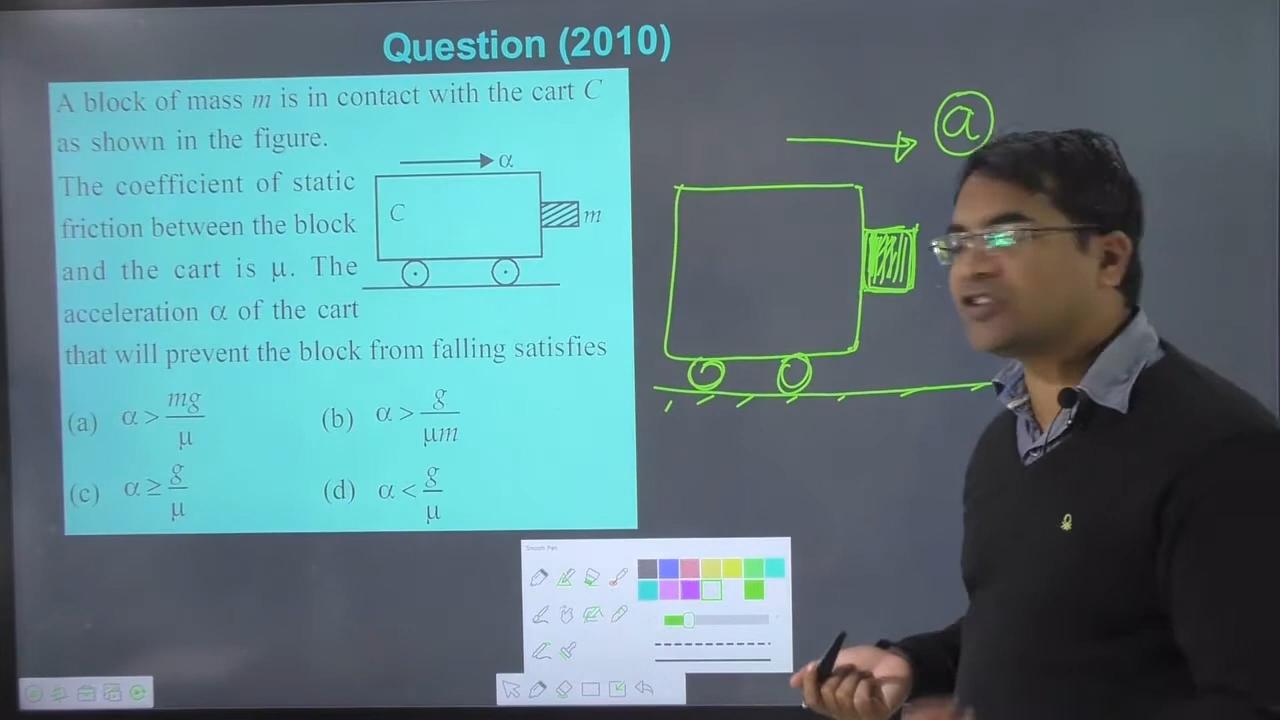 Question (2010)
A block of mass m is in contact with the cart C
as shown in the figure.
The coefficient of static
friction between the block
and the cart is μ. The
acceleration α of the cart
that will prevent the block from falling satisfies
(a) α > mg/μ
(b) α > g/μm
(c) α ≥ g/μ
(d) α < g/μ
α
C
m
a
Smooth Pen